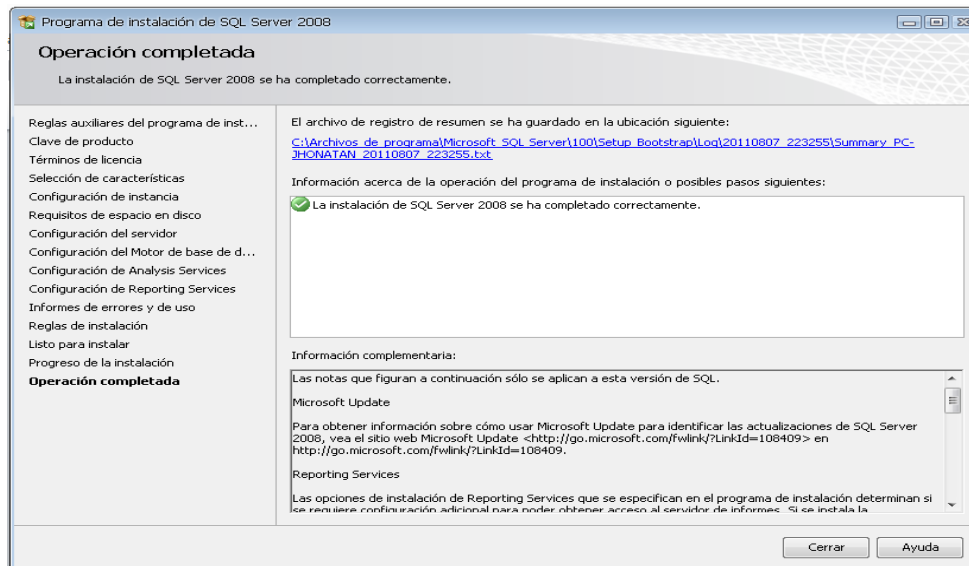 Programa de instalación de SQL Server 2008
Operación completada
La instalación de SQL Server 2008 se ha completado correctamente.
Reglas auxiliares del programa de inst...
Clave de producto
Términos de licencia
Selección de características
Configuración de instancia
Requisitos de espacio en disco
Configuración del servidor
Configuración del Motor de base de d...
Configuración de Analysis Services
Configuración de Reporting Services
Informes de errores y de uso
Reglas de instalación
Listo para instalar
Progreso de la instalación
Operación completada
El archivo de registro de resumen se ha guardado en la ubicación siguiente:
C:\Archivos de programa\Microsoft SQL Server\100\Setup Bootstrap\Log\20110807_223255\Summary_PC-
JHONATAN_20110807_223255.txt
Información acerca de la operación del programa de instalación o posibles pasos siguientes:
La instalación de SQL Server 2008 se ha completado correctamente.
Información complementaria:
Las notas que figuran a continuación sólo se aplican a esta versión de SQL.
Microsoft Update
Para obtener información sobre cómo usar Microsoft Update para identificar las actualizaciones de SQL Server
2008, vea el sitio web Microsoft Update <http://go.microsoft.com/fwlink/?LinkId=108409> en
http://go.microsoft.com/fwlink/?LinkId=108409.
Reporting Services
Las opciones de instalación de Reporting Services que se especifican en el programa de instalación determinan si
se requiere configuración adicional para poder obtener acceso al servidor de informes. Si se instala la
Cerrar
Ayuda